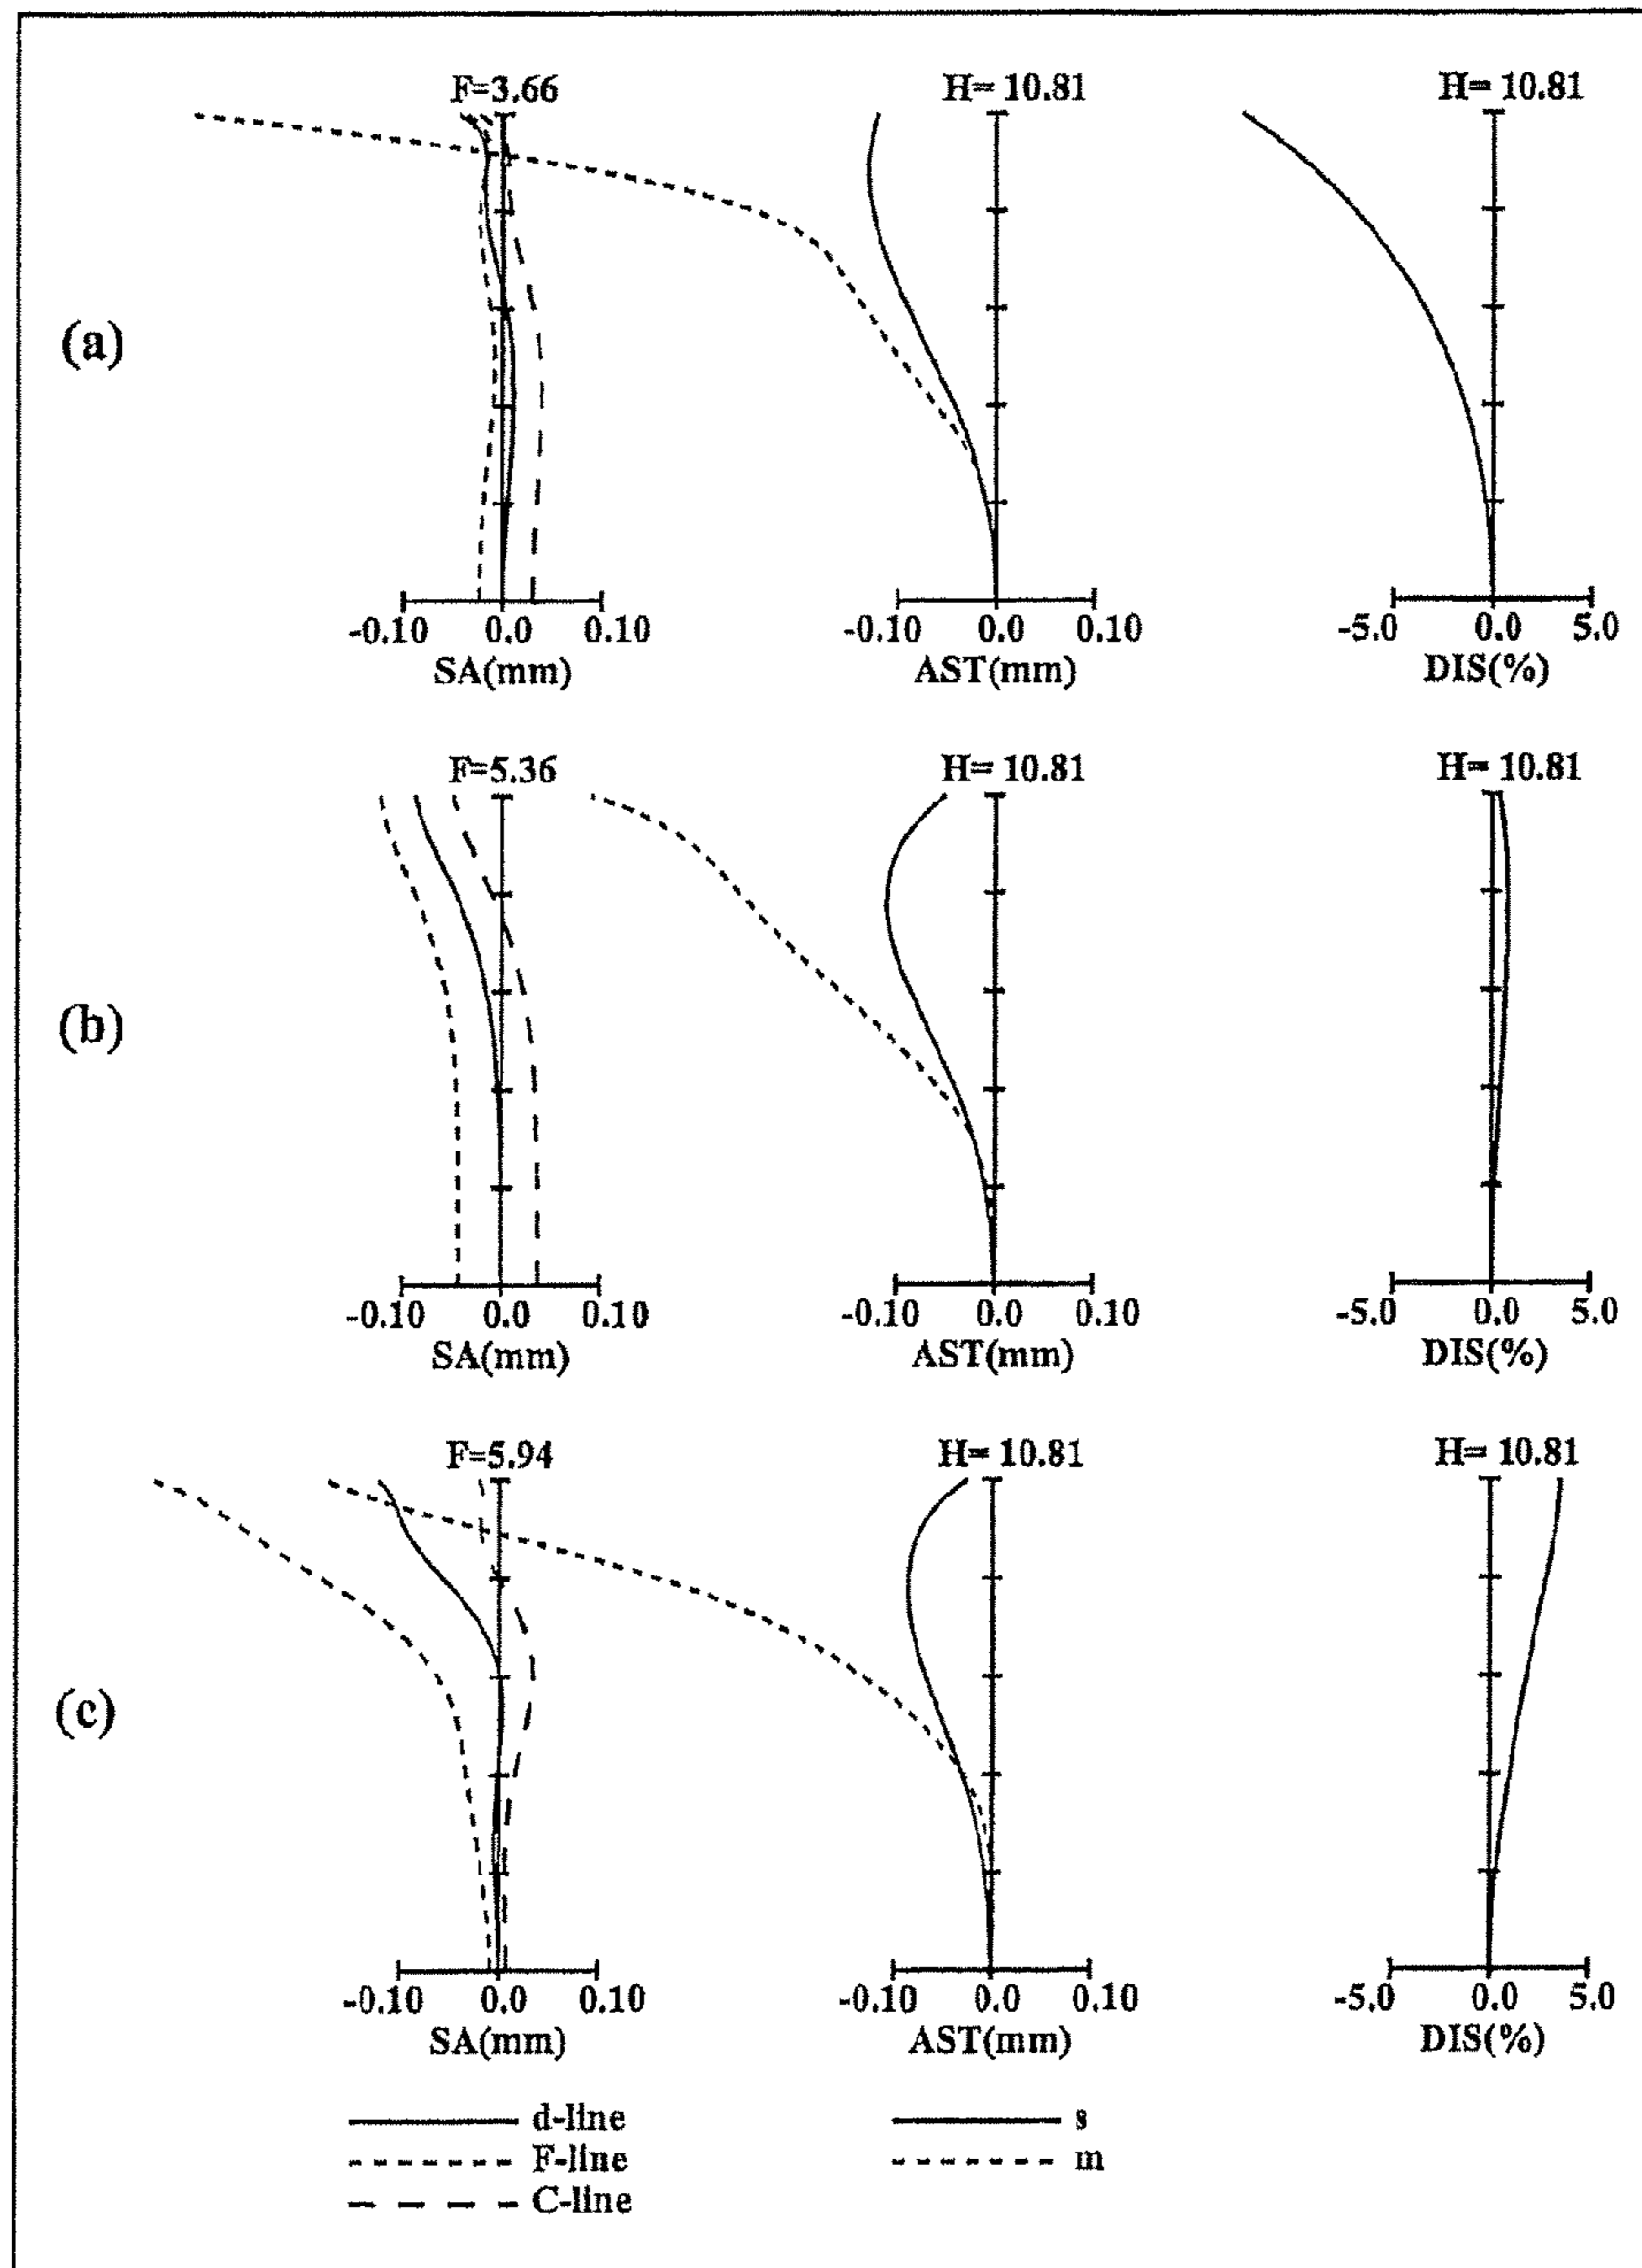 F=3.66 H= 10.81 H= 10.81
(a)
-0.10 0.0 0.10 -0.10 0.0 0.10 -5.0 0.0 5.0
SA(mm) AST(mm) DIS(%)
F=5.36 H= 10.81 H= 10.81
(b)
-0.10 0.0 0.10 -0.10 0.0 0.10 -5.0 0.0 5.0
SA(mm) AST(mm) DIS(%)
F=5.94 H= 10.81 H= 10.81
(c)
-0.10 0.0 0.10 -0.10 0.0 0.10 -5.0 0.0 5.0
SA(mm) AST(mm) DIS(%)
d-line s
F-line m
C-line